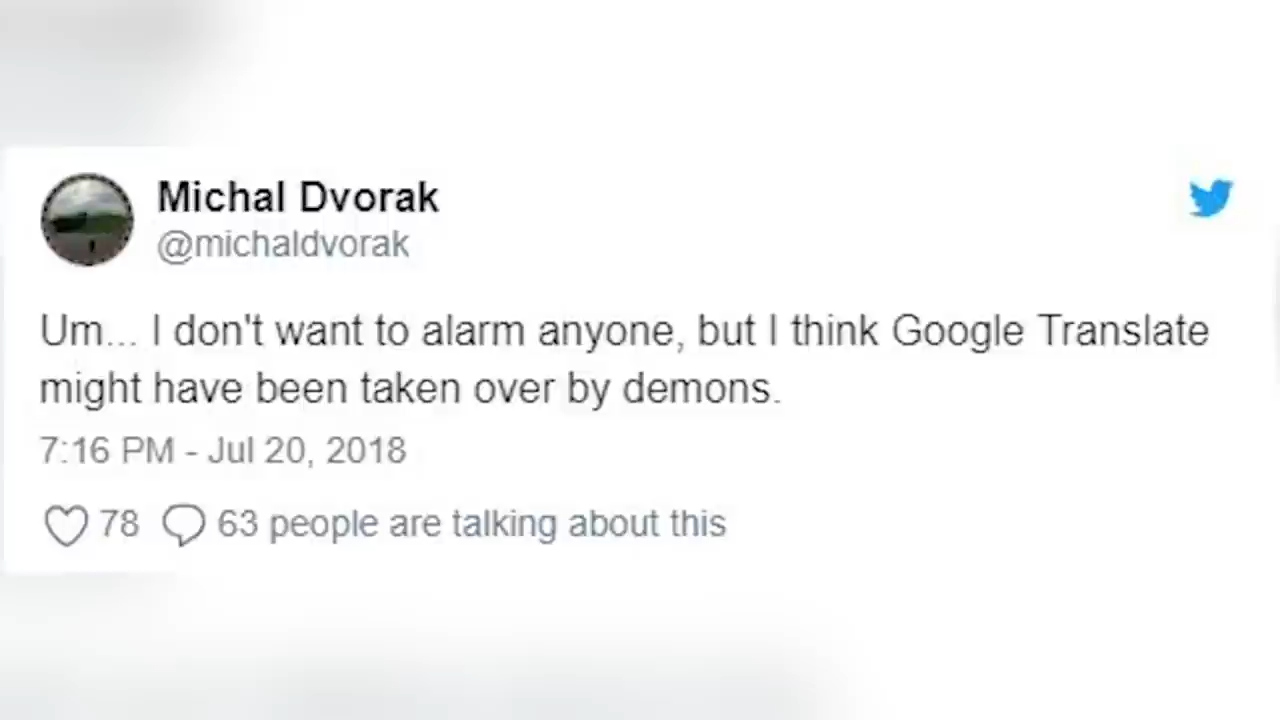 Michal Dvorak
@michaldvorak
Um... I don't want to alarm anyone, but I think Google Translate
might have been taken over by demons.
7:16 PM - Jul 20, 2018
78 63 people are talking about this